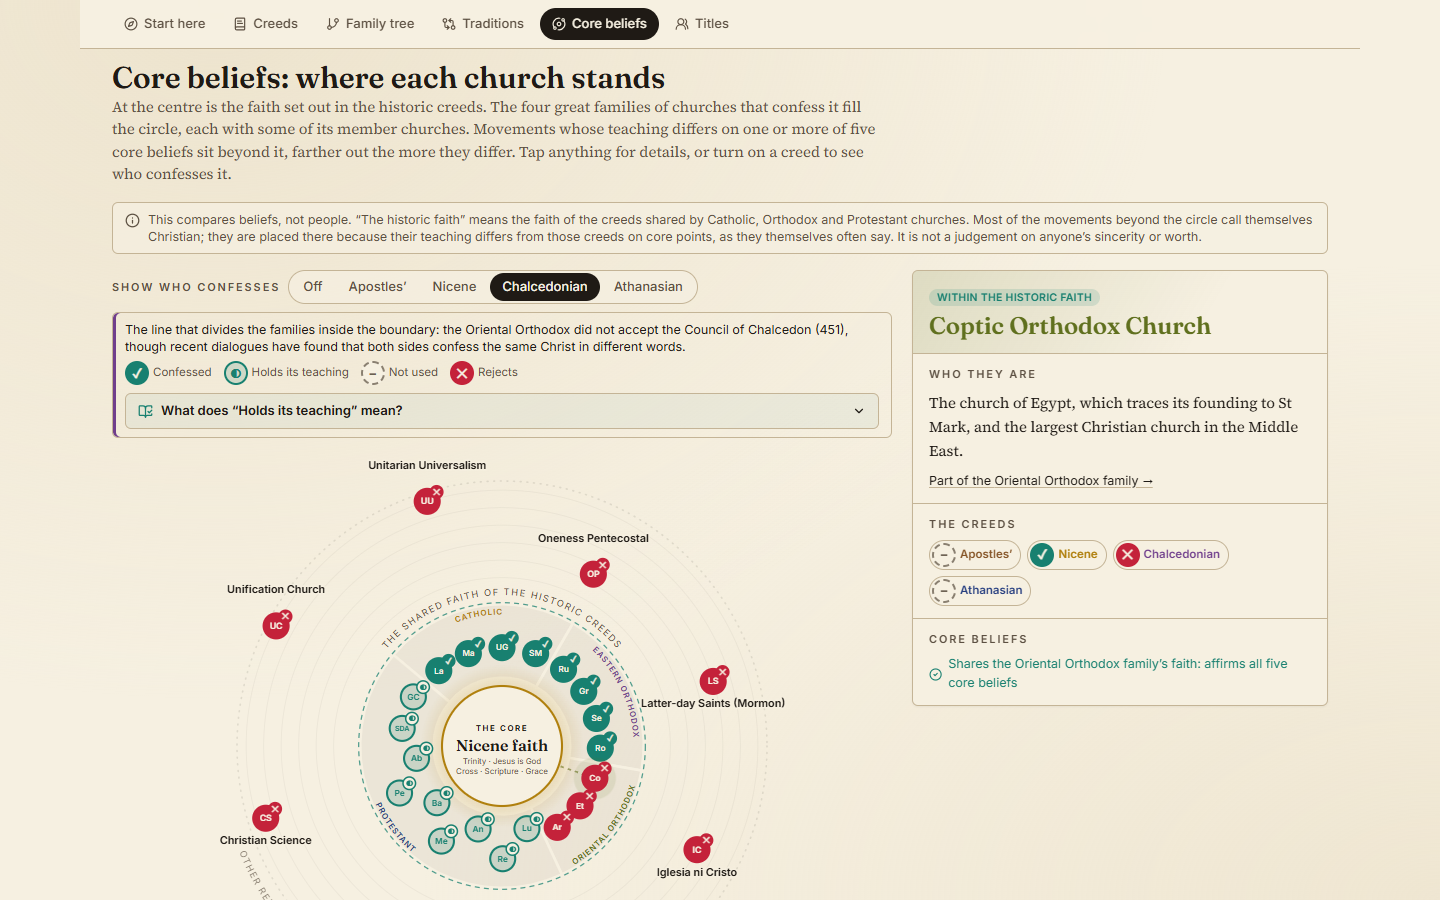 Start here
Creeds
Family tree
Traditions
Core beliefs
Titles
Core beliefs: where each church stands
At the centre is the faith set out in the historic creeds. The four great families of churches that confess it fill
the circle, each with some of its member churches. Movements whose teaching differs on one or more of five
core beliefs sit beyond it, farther out the more they differ. Tap anything for details, or turn on a creed to see
who confesses it.
This compares beliefs, not people. “The historic faith” means the faith of the creeds shared by Catholic, Orthodox and Protestant churches. Most of the movements beyond the circle call themselves
Christian; they are placed there because their teaching differs from those creeds on core points, as they themselves often say. It is not a judgement on anyone’s sincerity or worth.
SHOW WHO CONFESSES
Off
Apostles’
Nicene
Chalcedonian
Athanasian
The line that divides the families inside the boundary: the Oriental Orthodox did not accept the Council of Chalcedon (451),
though recent dialogues have found that both sides confess the same Christ in different words.
Confessed
Holds its teaching
Not used
Rejects
What does “Holds its teaching” mean?
Unitarian Universalism
UU
Oneness Pentecostal
OP
Unification Church
UC
THE SHARED FAITH OF THE HISTORIC CREEDS
CATHOLIC
EASTERN ORTHODOX
ORIENTAL ORTHODOX
PROTESTANT
La
Ma
UG
SM
Ru
Gr
Se
Ro
Co
Et
Ar
Lu
Re
An
Me
Ba
Pe
Ab
SDA
GC
THE CORE
Nicene faith
Trinity · Jesus is God
Cross · Scripture · Grace
LS
Latter-day Saints (Mormon)
CS
Christian Science
IC
Iglesia ni Cristo
OTHER RE
WITHIN THE HISTORIC FAITH
Coptic Orthodox Church
WHO THEY ARE
The church of Egypt, which traces its founding to St
Mark, and the largest Christian church in the Middle
East.
Part of the Oriental Orthodox family →
THE CREEDS
Apostles’
Nicene
Chalcedonian
Athanasian
CORE BELIEFS
Shares the Oriental Orthodox family’s faith: affirms all five
core beliefs